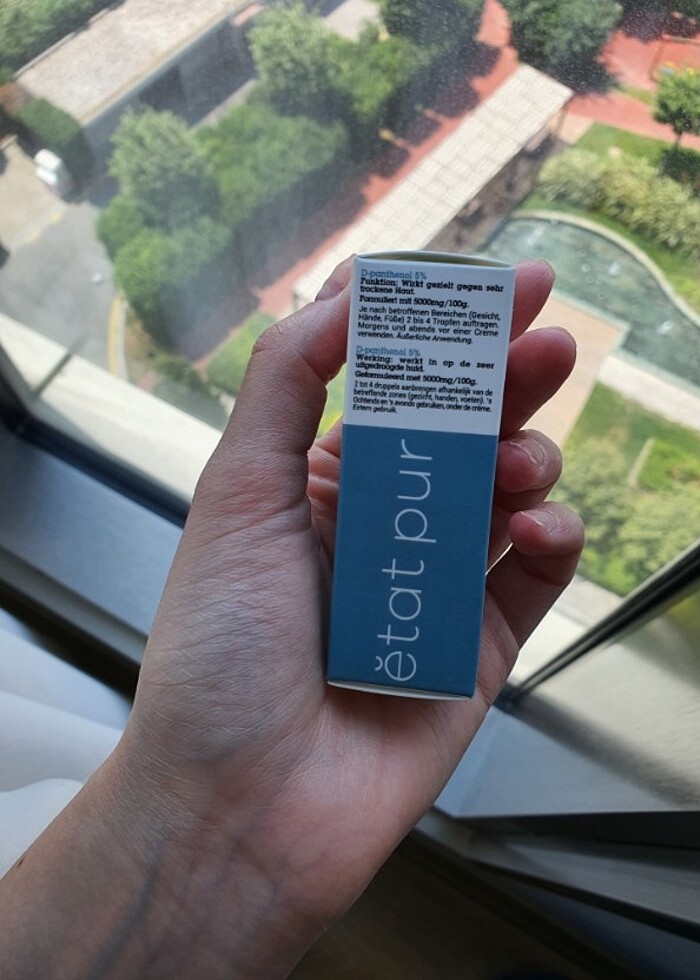 D-panthenol 5%
Funktion: Wirkt gezielt gegen sehr
trockene Haut.
Formuliert mit 5000mg/100g.
Je nach betroffenen Bereichen (Gesicht,
Hände, Füße) 2 bis 4 Tropfen auftragen.
Morgens und abends vor einer Creme
verwenden. Äußerliche Anwendung.
D-panthenol 5%
Werking: werkt in op de zeer
uitgedroogde huid.
Geformuleerd met 5000mg/100g.
2 tot 4 druppels aanbrengen afhankelijk van de
betreffende zones (gezicht, handen, voeten). 's
Ochtends en 's avonds gebruiken, onder de crème.
Extern gebruik.
ĕtat pur